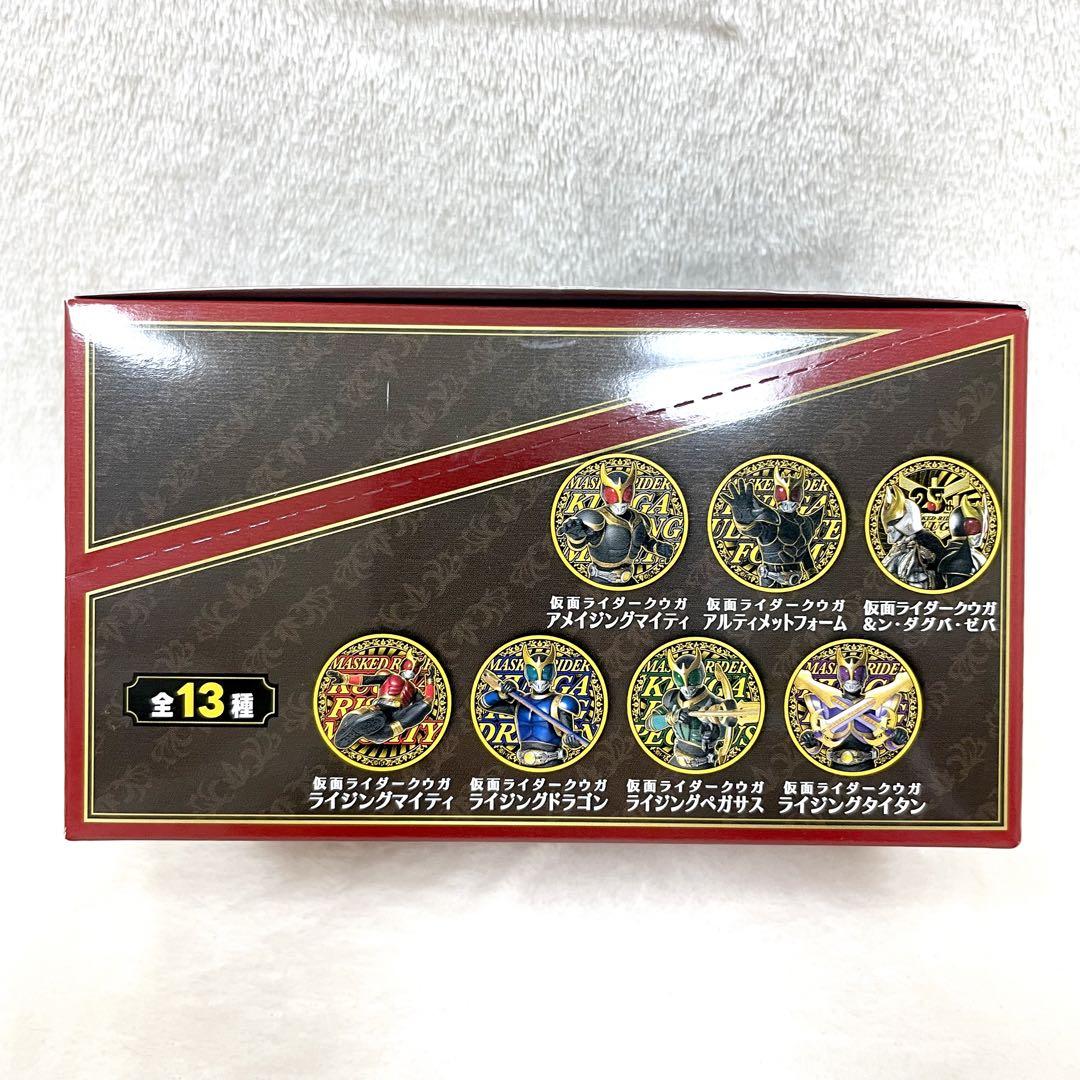 仮面ライダークウガ
アメイジングマイティ
仮面ライダークウガ
アルティメットフォーム
仮面ライダークウガ
&ン・ダグバ・ゼバ
全13種
仮面ライダークウガ
ライジングマイティ
仮面ライダークウガ
ライジングドラゴン
仮面ライダークウガ
ライジングペガサス
仮面ライダークウガ
ライジングタイタン